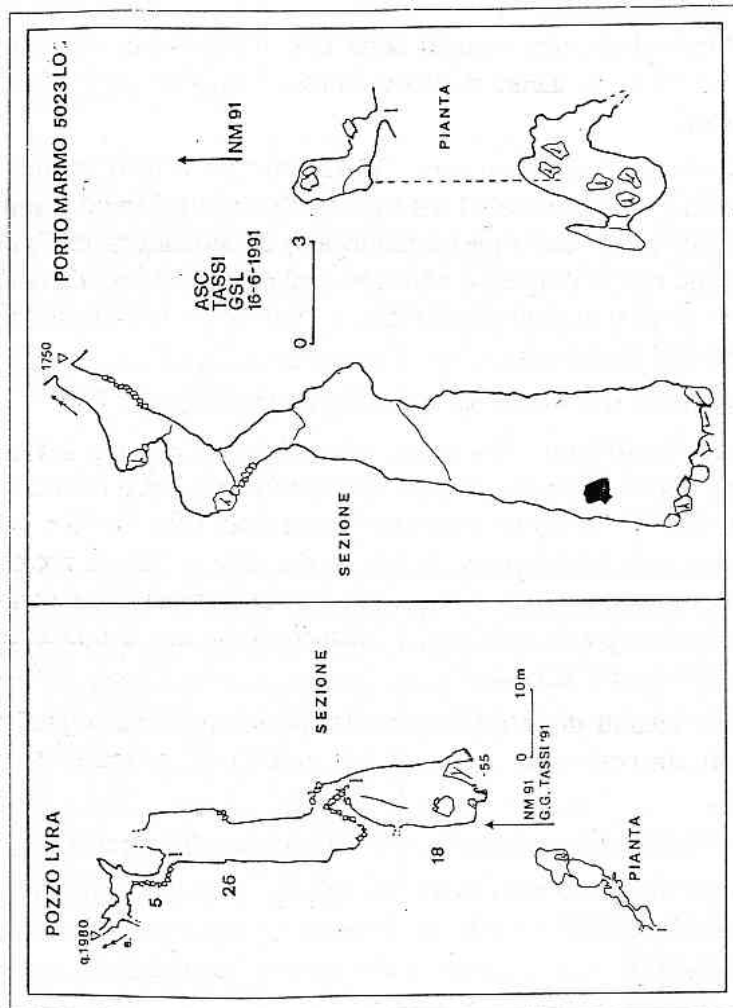 PORTO MARMO 5023 LO
1750
NM 91
ASC
TASSI
GSL
16-6-1991
0 3
PIANTA
SEZIONE
POZZO LYRA
q.1980
e.
5
25
18
-55
SEZIONE
0 10m
NM 91
G.G. TASSI '91
PIANTA